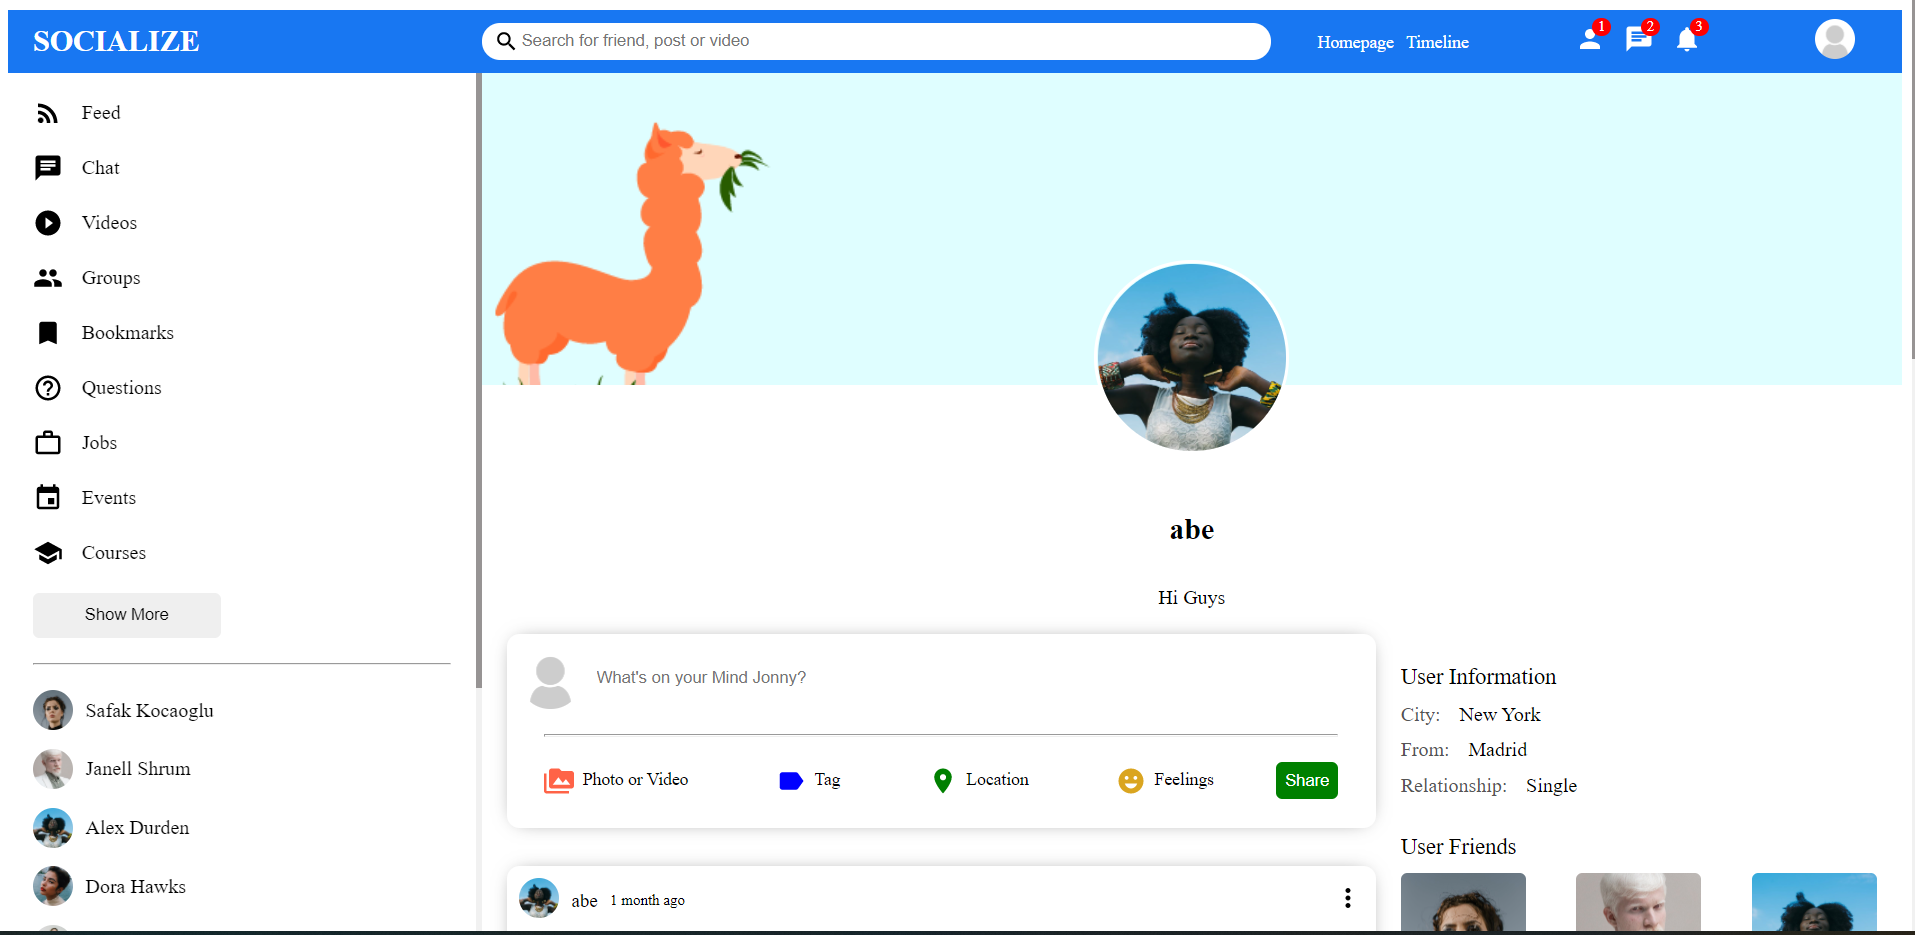 SOCIALIZE
Search for friend, post or video
Homepage Timeline
1
2
3
Feed
Chat
Videos
Groups
Bookmarks
Questions
Jobs
Events
Courses
Show More
Safak Kocaoglu
Janell Shrum
Alex Durden
Dora Hawks
abe
Hi Guys
What's on your Mind Jonny?
Photo or Video
Tag
Location
Feelings
Share
abe 1 month ago
User Information
City: New York
From: Madrid
Relationship: Single
User Friends